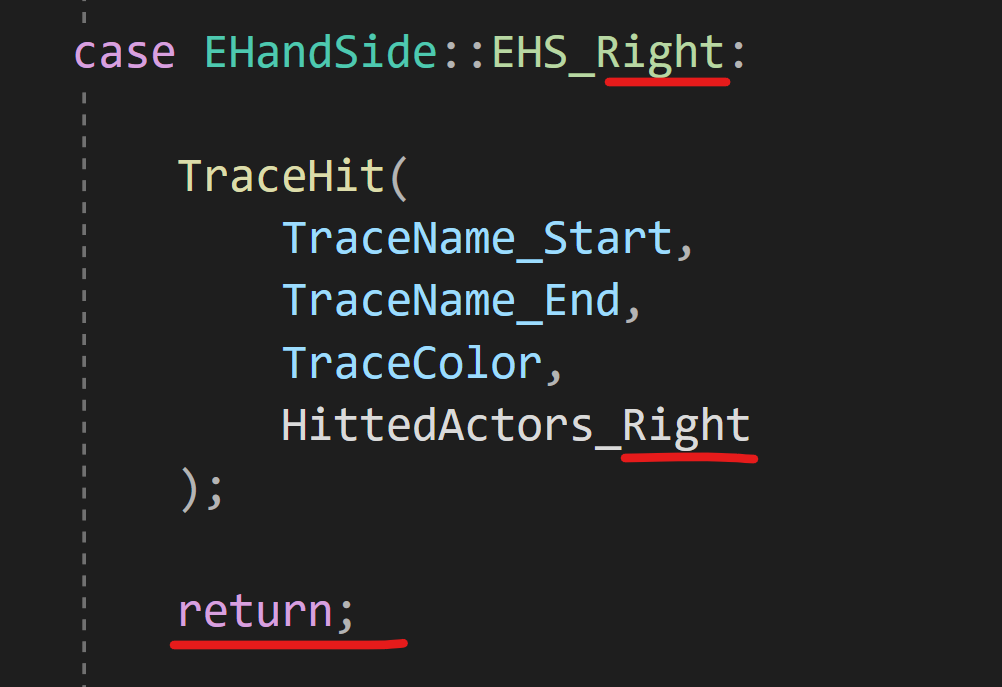 case EHandSide::EHS_Right:
TraceHit(
TraceName_Start,
TraceName_End,
TraceColor,
HittedActors_Right
);
return;